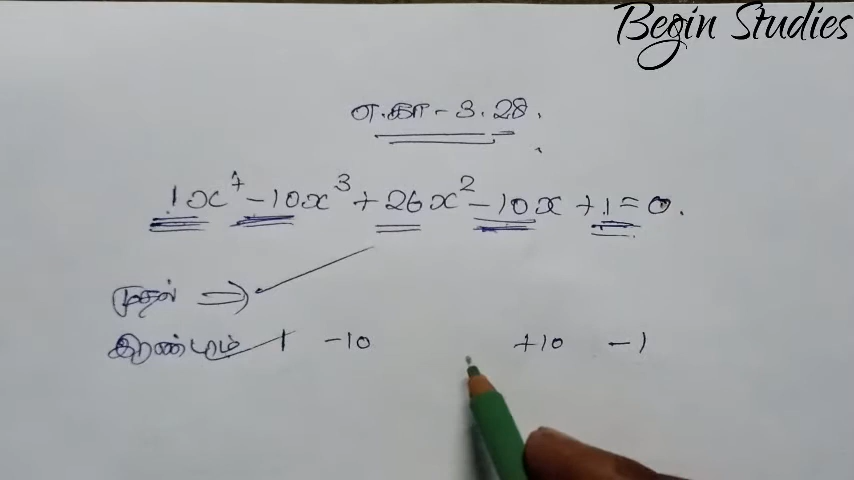 Begin Studies
எ.கா - 3.28.
1x⁴ - 10x³ + 26x² - 10x + 1 = 0.
முதல் ⇒
இரண்டாம் 1 -10 +10 -1